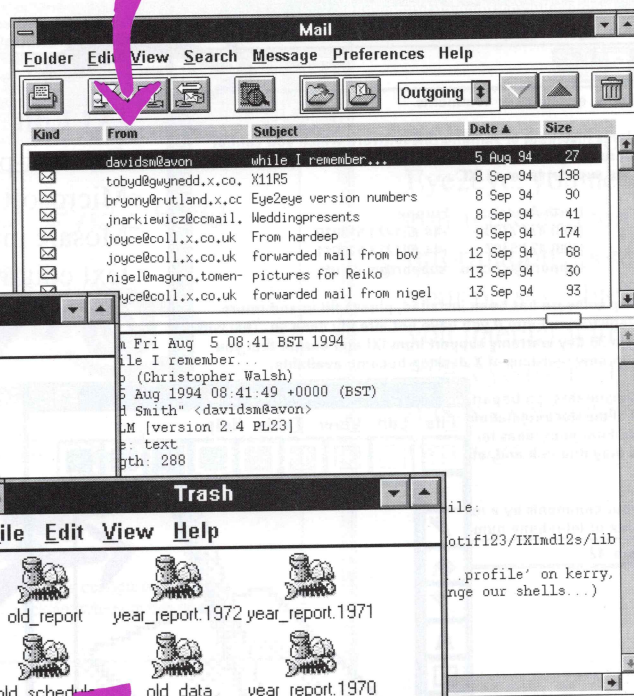 Mail
Folder Edit View Search Message Preferences Help
Outgoing
Kind From Subject Date Size
davidsm@avon while I remember... 5 Aug 94 27
tobyd@gwynedd.x.co. X11R5 8 Sep 94 198
bryony@rutland.x.cc Eye2eye version numbers 8 Sep 94 90
jnarkiewicz@ccmail. Weddingpresents 8 Sep 94 41
joyce@coll.x.co.uk From hardeep 9 Sep 94 174
joyce@coll.x.co.uk forwarded mail from bov 12 Sep 94 68
nigel@maguro.tomen- pictures for Reiko 13 Sep 94 30
yce@coll.x.co.uk forwarded mail from nigel 13 Sep 94 93
m Fri Aug 5 08:41 BST 1994
ile I remember...
(Christopher Walsh)
5 Aug 1994 08:41:49 +0000 (BST)
d Smith" <davidsm@avon>
LM [version 2.4 PL23]
e: text
gth: 288
ile:
otif123/IXImd12s/lib
.profile' on kerry,
nge our shells...)
Trash
ile Edit View Help
old_report year_report.1972 year_report.1971
old_schedule old_data year_report.1970